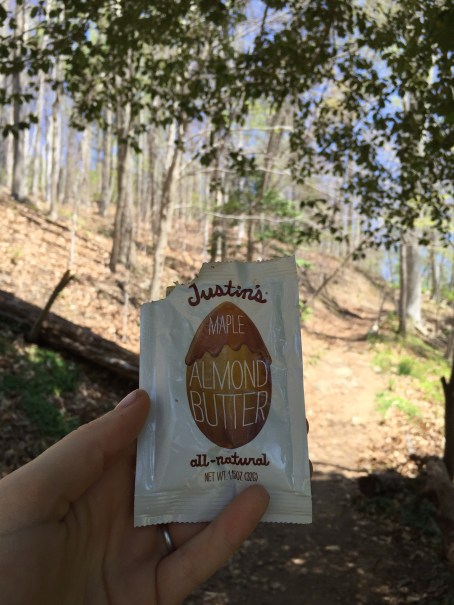 Justin's
MAPLE
ALMOND
BUTTER
all-natural
NET WT 1.15OZ (32g)